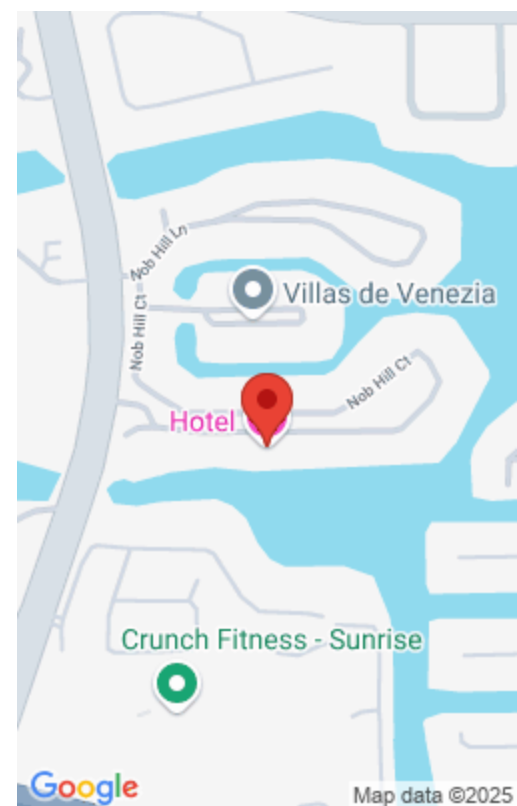 Nob Hill Ln
Villas de Venezia
Nob Hill Ct
Nob Hill Ct
Hotel
Crunch Fitness - Sunrise
Google
Map data ©2025